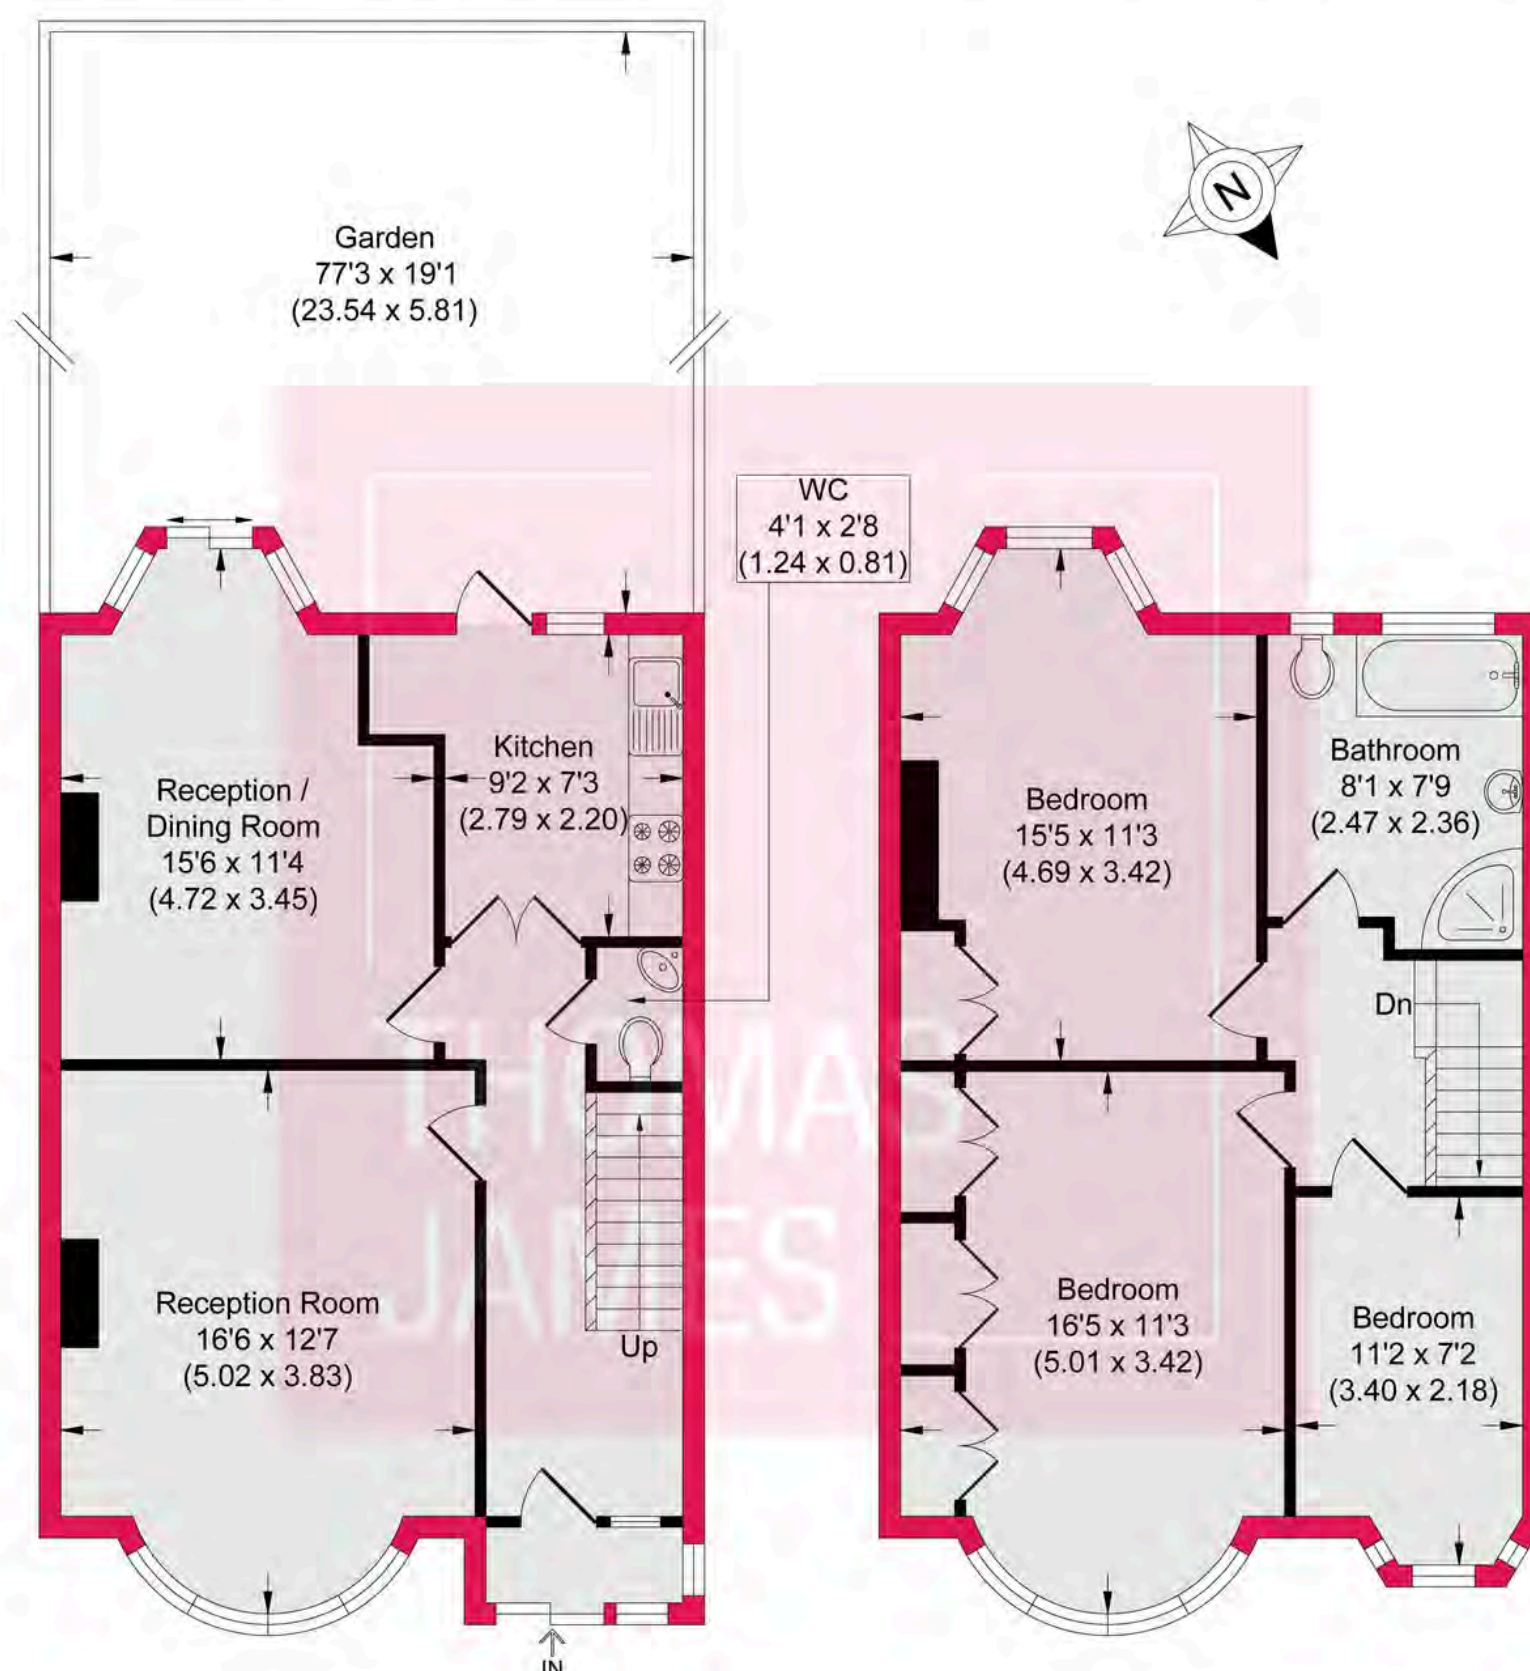 Garden
77'3 x 19'1
(23.54 x 5.81)
N
WC
4'1 x 2'8
(1.24 x 0.81)
Kitchen
9'2 x 7'3
(2.79 x 2.20)
Reception /
Dining Room
15'6 x 11'4
(4.72 x 3.45)
Bedroom
15'5 x 11'3
(4.69 x 3.42)
Bathroom
8'1 x 7'9
(2.47 x 2.36)
Dn
THOMAS
JAMES
Reception Room
16'6 x 12'7
(5.02 x 3.83)
Up
Bedroom
16'5 x 11'3
(5.01 x 3.42)
Bedroom
11'2 x 7'2
(3.40 x 2.18)
IN